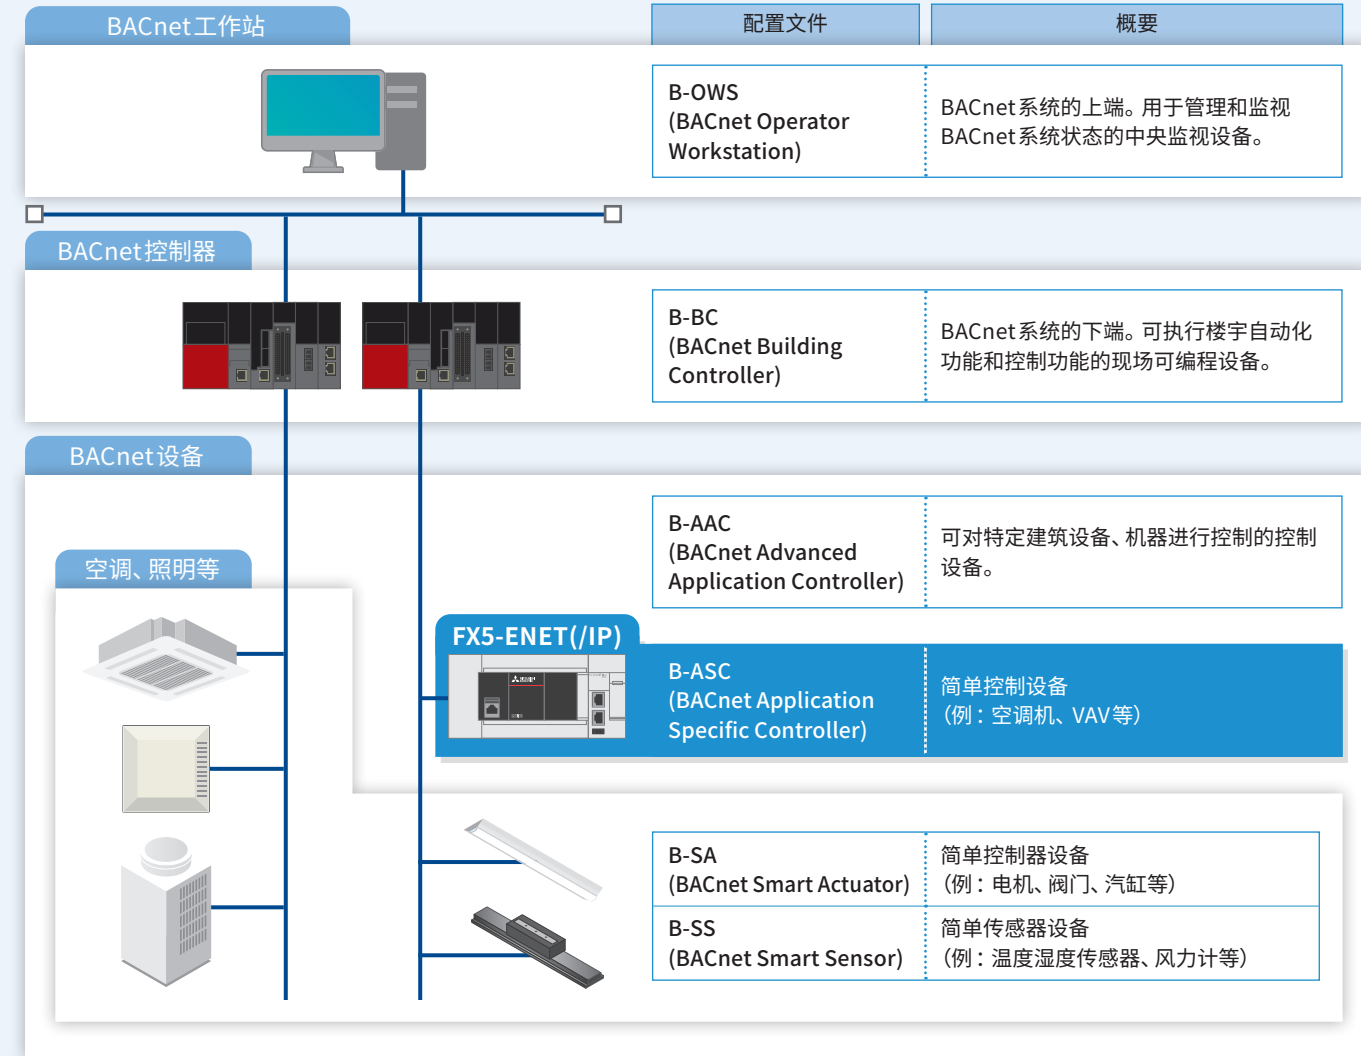 BACnet工作站
配置文件
概要
B-OWS
(BACnet Operator
Workstation)
BACnet系统的上端。用于管理和监视
BACnet系统状态的中央监视设备。
BACnet控制器
B-BC
(BACnet Building
Controller)
BACnet系统的下端。可执行楼宇自动化
功能和控制功能的现场可编程设备。
BACnet设备
B-AAC
(BACnet Advanced
Application Controller)
可对特定建筑设备、机器进行控制的控制
设备。
空调、照明等
FX5-ENET(/IP)
B-ASC
(BACnet Application
Specific Controller)
简单控制设备
（例：空调机、VAV等）
B-SA
(BACnet Smart Actuator)
简单控制器设备
（例：电机、阀门、汽缸等）
B-SS
(BACnet Smart Sensor)
简单传感器设备
（例：温度湿度传感器、风力计等）